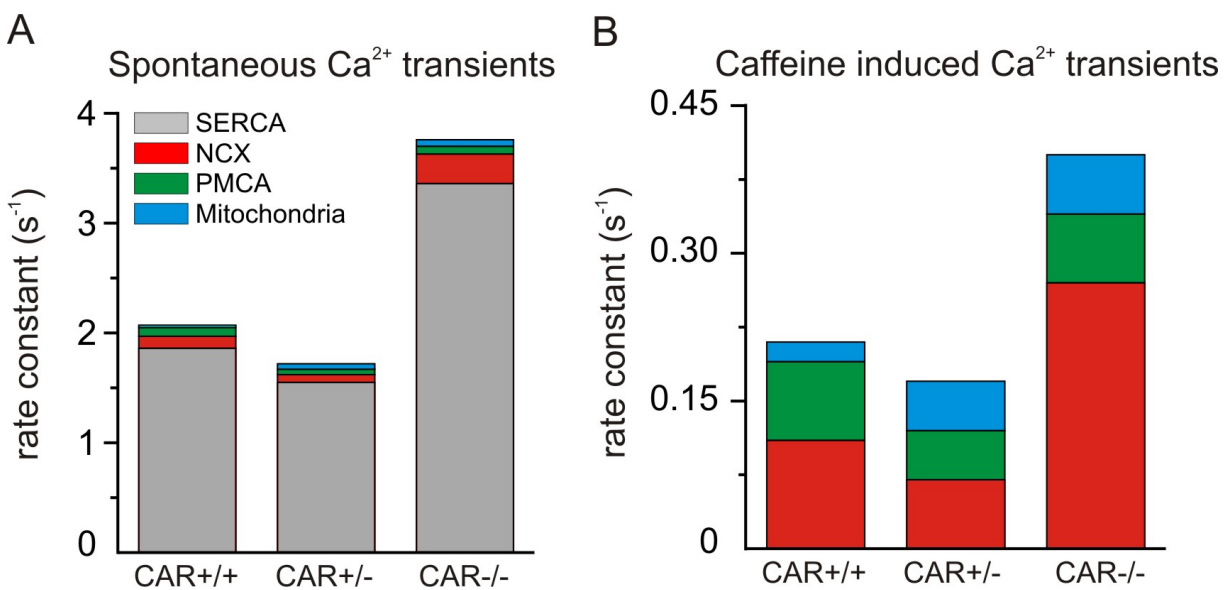 A
Spontaneous Ca²⁺ transients
4
3
2
1
0
rate constant (s⁻¹)
SERCA
NCX
PMCA
Mitochondria
CAR+/+
CAR+/-
CAR-/-
B
Caffeine induced Ca²⁺ transients
0.45
0.30
0.15
0
rate constant (s⁻¹)
CAR+/+
CAR+/-
CAR-/-